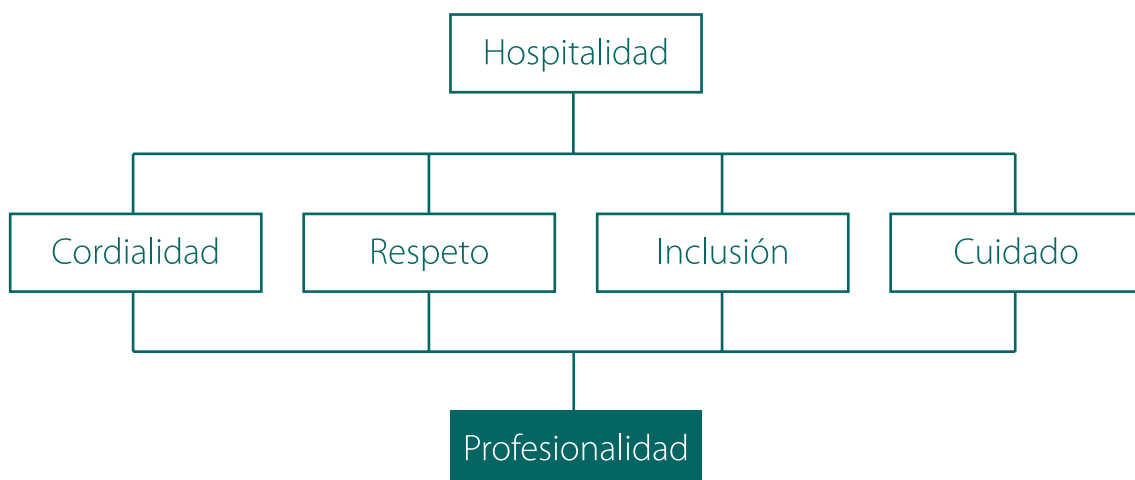 Hospitalidad
Cordialidad
Respeto
Inclusión
Cuidado
Profesionalidad